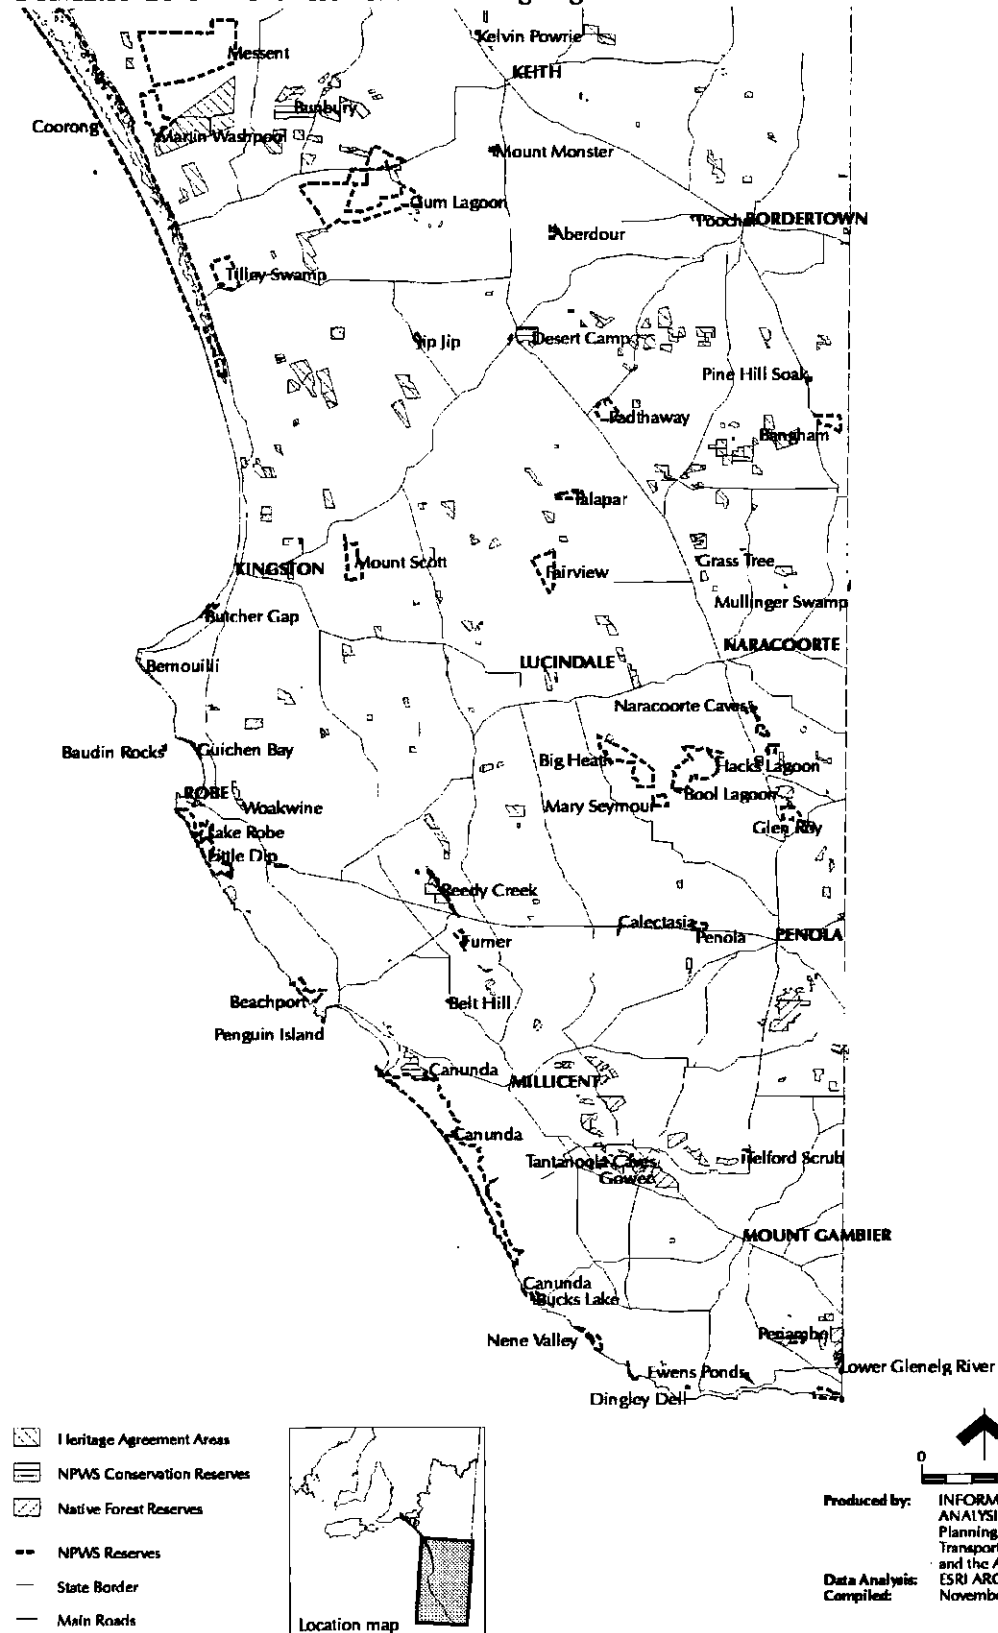 Kelvin Powrie
Messent
KEITH
Bunbury
Coorong
Martin Washpool
Mount Monster
Gum Lagoon
Poocher
BORDERTOWN
Aberdour
Tilley Swamp
Jip Jip
Desert Camp
Pine Hill Soak
Padthaway
Bangham
Talapar
Mount Scott
Grass Tree
KINGSTON
Fairview
Mullinger Swamp
Butcher Gap
NARACOORTE
Bernouilli
LUCINDALE
Naracoorte Caves
Baudin Rocks
Guichen Bay
Big Heath
Hacks Lagoon
ROBE
Woakwine
Mary Seymour
Bool Lagoon
Lake Robe
Glen Roy
Little Dip
Reedy Creek
Calectasia
Furner
Penola
PENOLA
Beachport
Belt Hill
Penguin Island
Canunda
MILLICENT
Canunda
Tantanoola Caves
Telford Scrub
Gower
MOUNT GAMBIER
Canunda
Bucks Lake
Nene Valley
Penambol
Ewens Ponds
Lower Glenelg River
Dingley Dell
Heritage Agreement Areas
NPWS Conservation Reserves
Native Forest Reserves
NPWS Reserves
State Border
Main Roads
Location map
0
Produced by: INFORM
ANALYSI
Planning,
Transport
and the A
Data Analysis: ESRI ARC
Compiled: Novembe